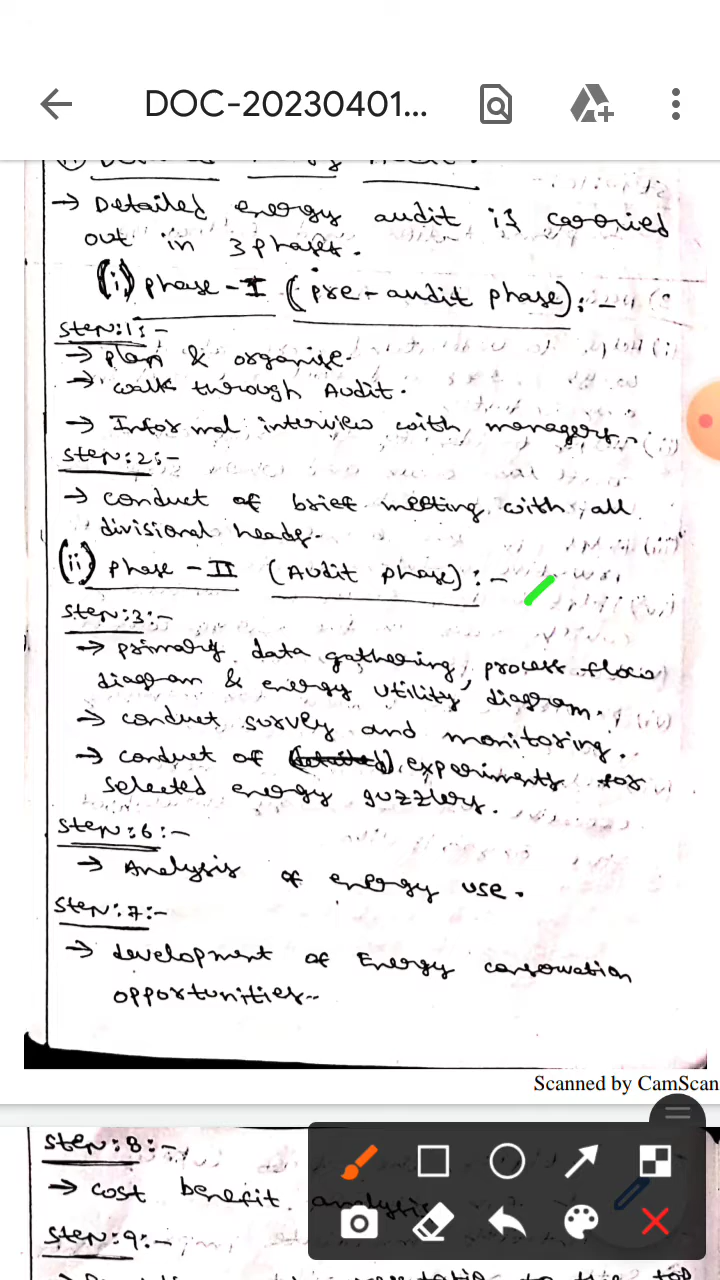 DOC-20230401...
→ Detailed energy audit is carried
out in 3 phases.
(i) phase - I (pre - audit phase) : -
Step:1:-
→ plan & organise.
→ walk through Audit.
→ Informal interview with managers.
Step:2:-
→ conduct of brief meeting with all
divisional heads.
(ii) phase - II (Audit phase) : -
Step:3:-
→ primary data gathering, process flow
diagram & energy utility diagram.
→ conduct survey and monitoring.
→ conduct of (detailed) experiments for
selected energy guzzlers.
Step:6:-
→ Analysis of energy use.
Step:7:-
→ development of Energy conservation
opportunities.
Scanned by CamScan
Step:8:-
→ cost benefit analysis
Step:9:-